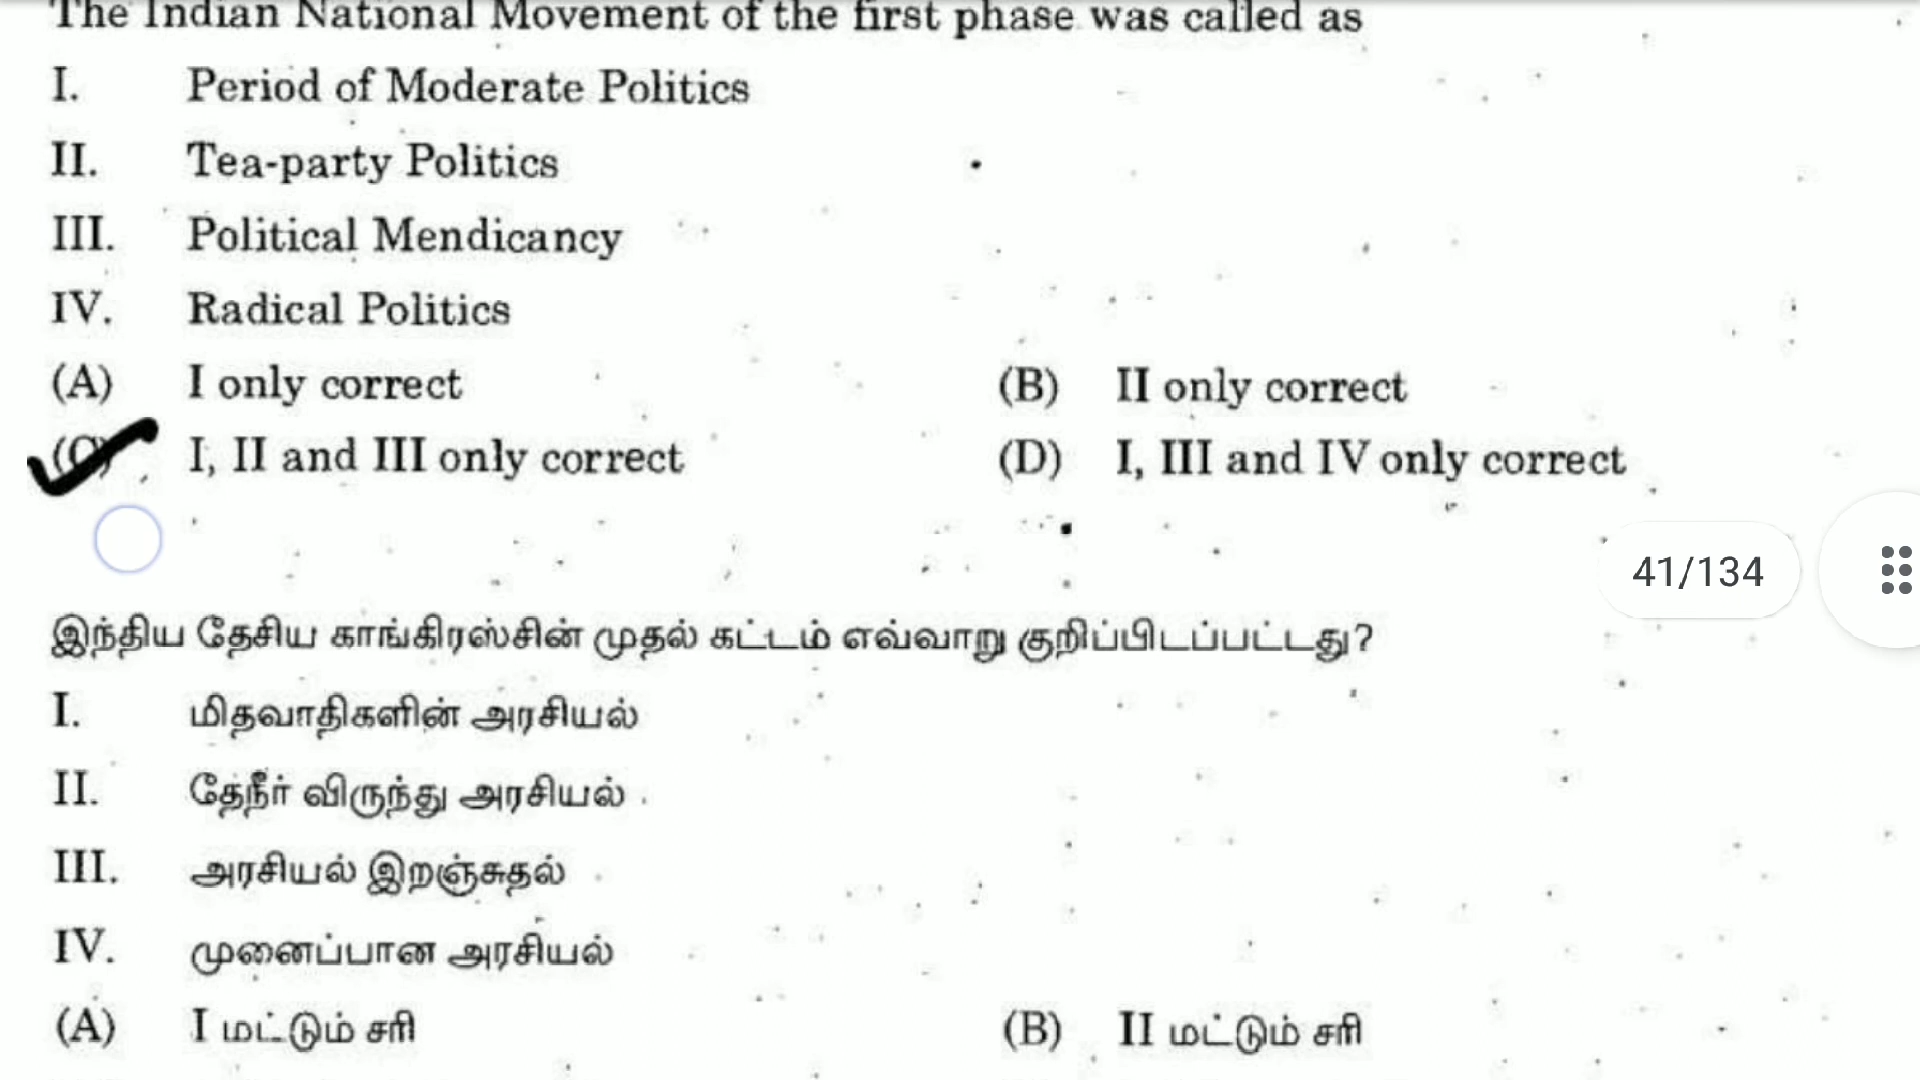 The Indian National Movement of the first phase was called as
I. Period of Moderate Politics
II. Tea-party Politics
III. Political Mendicancy
IV. Radical Politics
(A) I only correct (B) II only correct
(C) I, II and III only correct (D) I, III and IV only correct
41/134
இந்திய தேசிய காங்கிரஸ்சின் முதல் கட்டம் எவ்வாறு குறிப்பிடப்பட்டது?
I. மிதவாதிகளின் அரசியல்
II. தேநீர் விருந்து அரசியல்
III. அரசியல் இறஞ்சுதல்
IV. முனைப்பான அரசியல்
(A) I மட்டும் சரி (B) II மட்டும் சரி